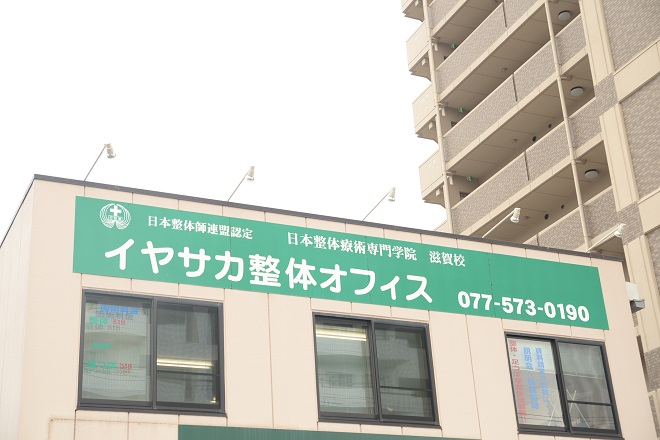 日本整体師連盟認定 日本整体療術専門学院 滋賀校
イヤサカ整体オフィス 077-573-0190